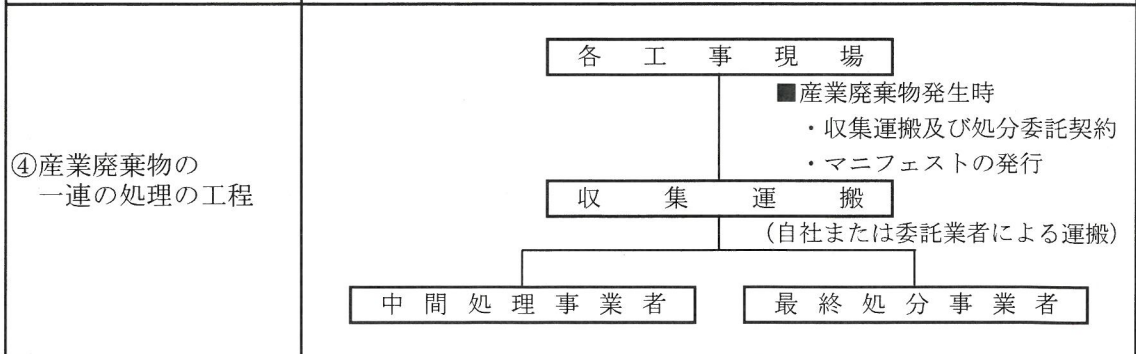 ④産業廃棄物の
一連の処理の工程
各工事現場
■産業廃棄物発生時
・収集運搬及び処分委託契約
・マニフェストの発行
収集運搬
(自社または委託業者による運搬)
中間処理事業者
最終処分事業者